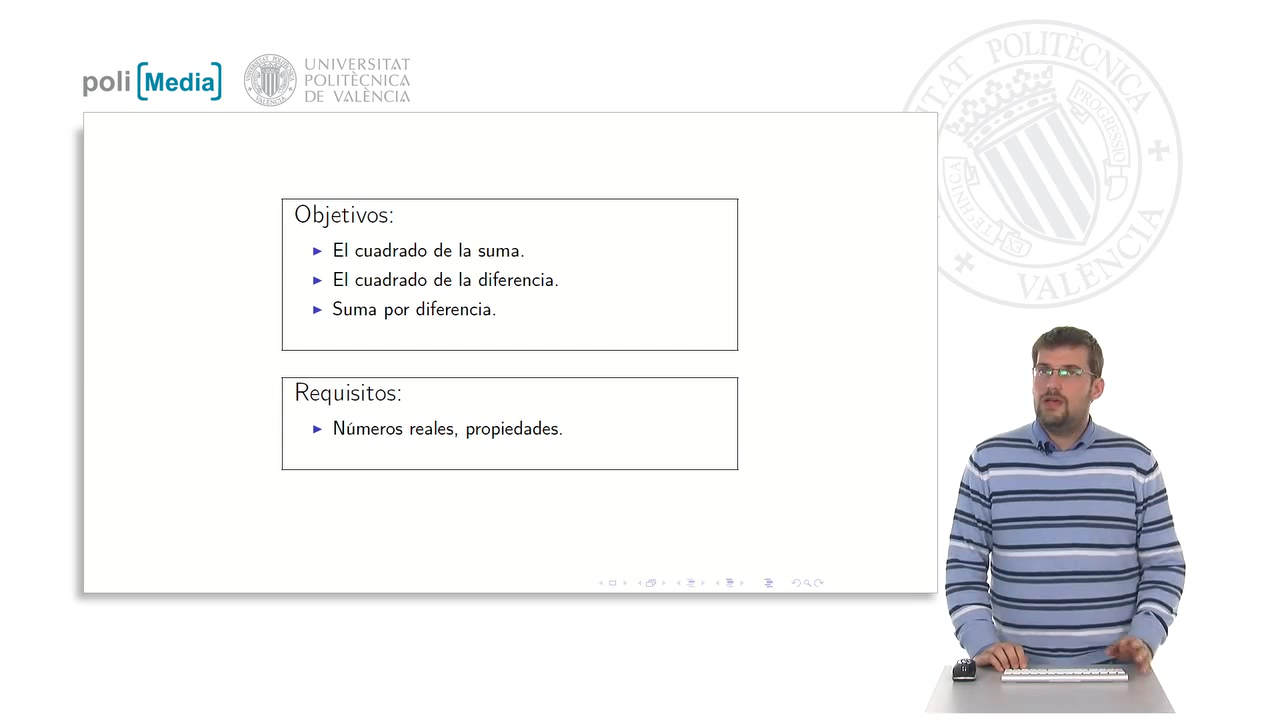 poli [Media]
UNIVERSITAT
POLITÈCNICA
DE VALÈNCIA
Objetivos:
El cuadrado de la suma.
El cuadrado de la diferencia.
Suma por diferencia.
Requisitos:
Números reales, propiedades.
POLITÈCNICA
VALÈNCIA
PROGRESSIO